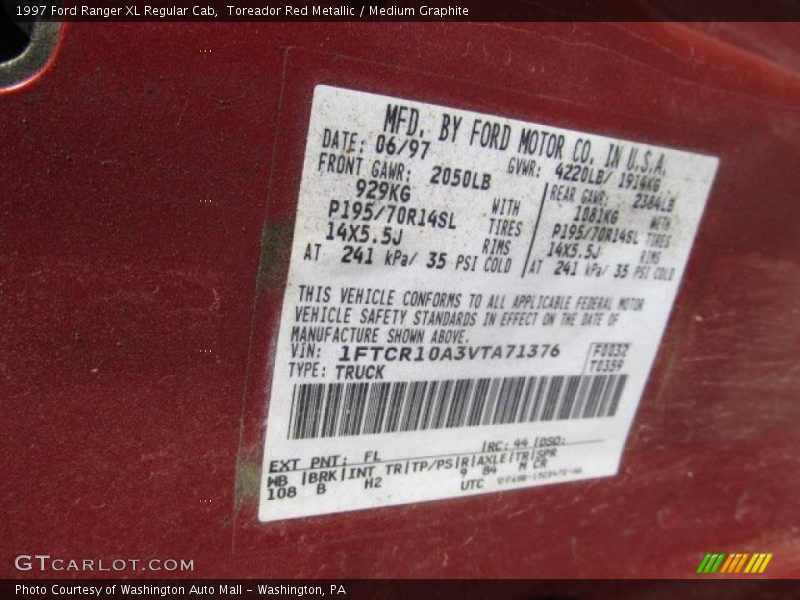 1997 Ford Ranger XL Regular Cab,  Toreador Red Metallic / Medium Graphite
MFD. BY FORD MOTOR CO. IN U.S.A.
DATE: 06/97 GVWR: 4220LB/ 1914KG
FRONT GAWR: 2050LB REAR GAWR: 2384LB
929KG WITH 1081KG WITH
P195/70R14SL TIRES P195/70R14SL TIRES
14X5.5J RIMS 14X5.5J RIMS
AT 241 kPa/ 35 PSI COLD AT 241 kPa/ 35 PSI COLD
THIS VEHICLE CONFORMS TO ALL APPLICABLE FEDERAL MOTOR
VEHICLE SAFETY STANDARDS IN EFFECT ON THE DATE OF
MANUFACTURE SHOWN ABOVE.
VIN: 1FTCR10A3VTA71376 F0032
TYPE: TRUCK T0359
EXT PNT: FL RC: 44 DSO:
WB BRK INT TR TP/PS R AXLE TR SPR
108 B H2 9 84 M CR
UTC
GTCARLOT.COM
Photo Courtesy of Washington Auto Mall - Washington, PA